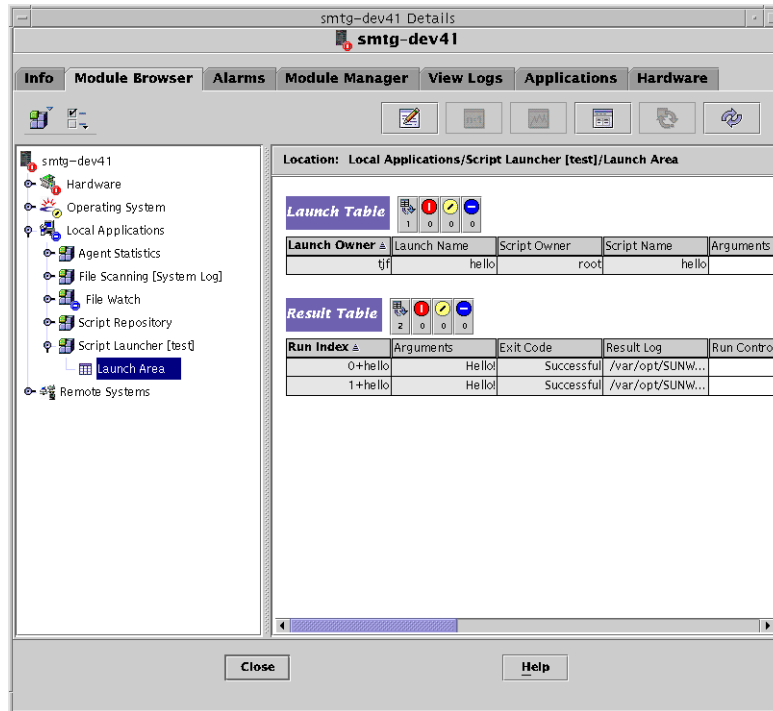 smtg-dev41 Details
smtg-dev41
Info Module Browser Alarms Module Manager View Logs Applications Hardware
smtg-dev41
Hardware
Operating System
Local Applications
Agent Statistics
File Scanning [System Log]
File Watch
Script Repository
Script Launcher [test]
Launch Area
Remote Systems
Location: Local Applications/Script Launcher [test]/Launch Area
Launch Table
1 0 0 0
Launch Owner Launch Name Script Owner Script Name Arguments
tjf hello root hello
Result Table
2 0 0 0
Run Index Arguments Exit Code Result Log Run Contro
0+hello Hello! Successful /var/opt/SUNW...
1+hello Hello! Successful /var/opt/SUNW...
Close Help